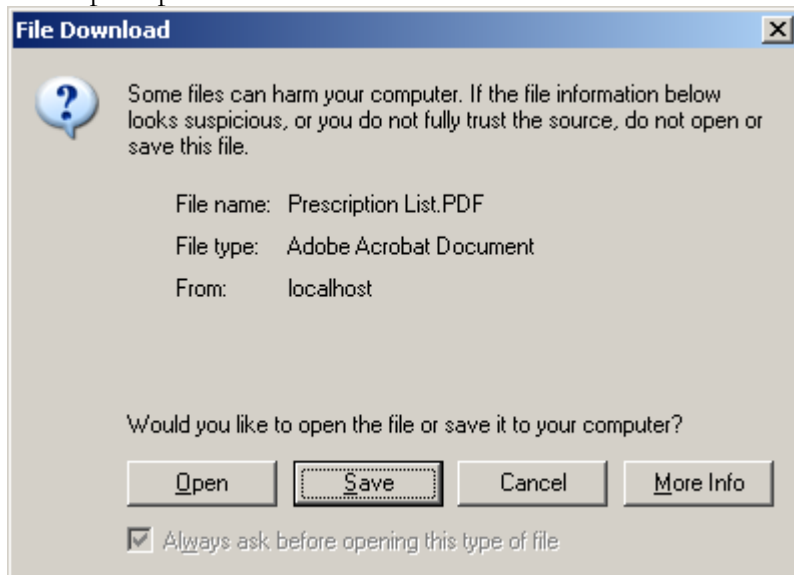 File Download
Some files can harm your computer. If the file information below
looks suspicious, or you do not fully trust the source, do not open or
save this file.
File name: Prescription List.PDF
File type: Adobe Acrobat Document
From: localhost
Would you like to open the file or save it to your computer?
Open Save Cancel More Info
Always ask before opening this type of file